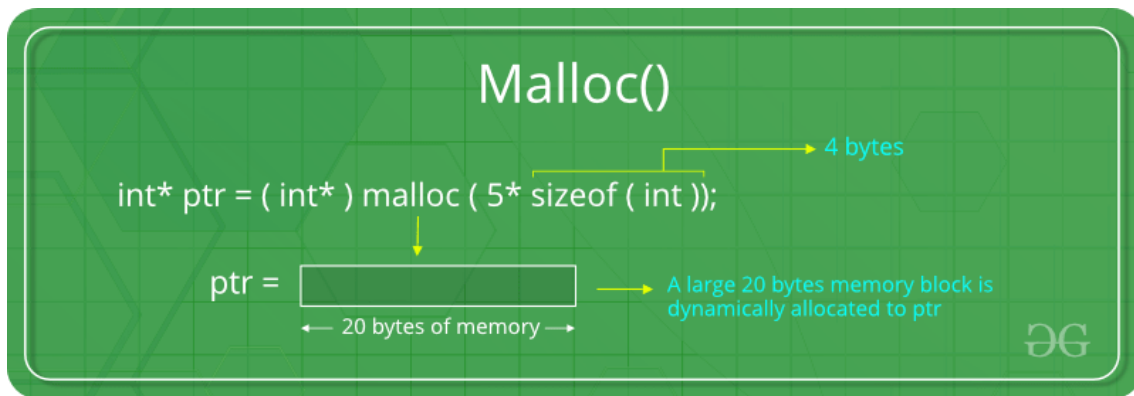 Malloc()
4 bytes
int* ptr = ( int* ) malloc ( 5* sizeof ( int ));
ptr =
A large 20 bytes memory block is
dynamically allocated to ptr
20 bytes of memory